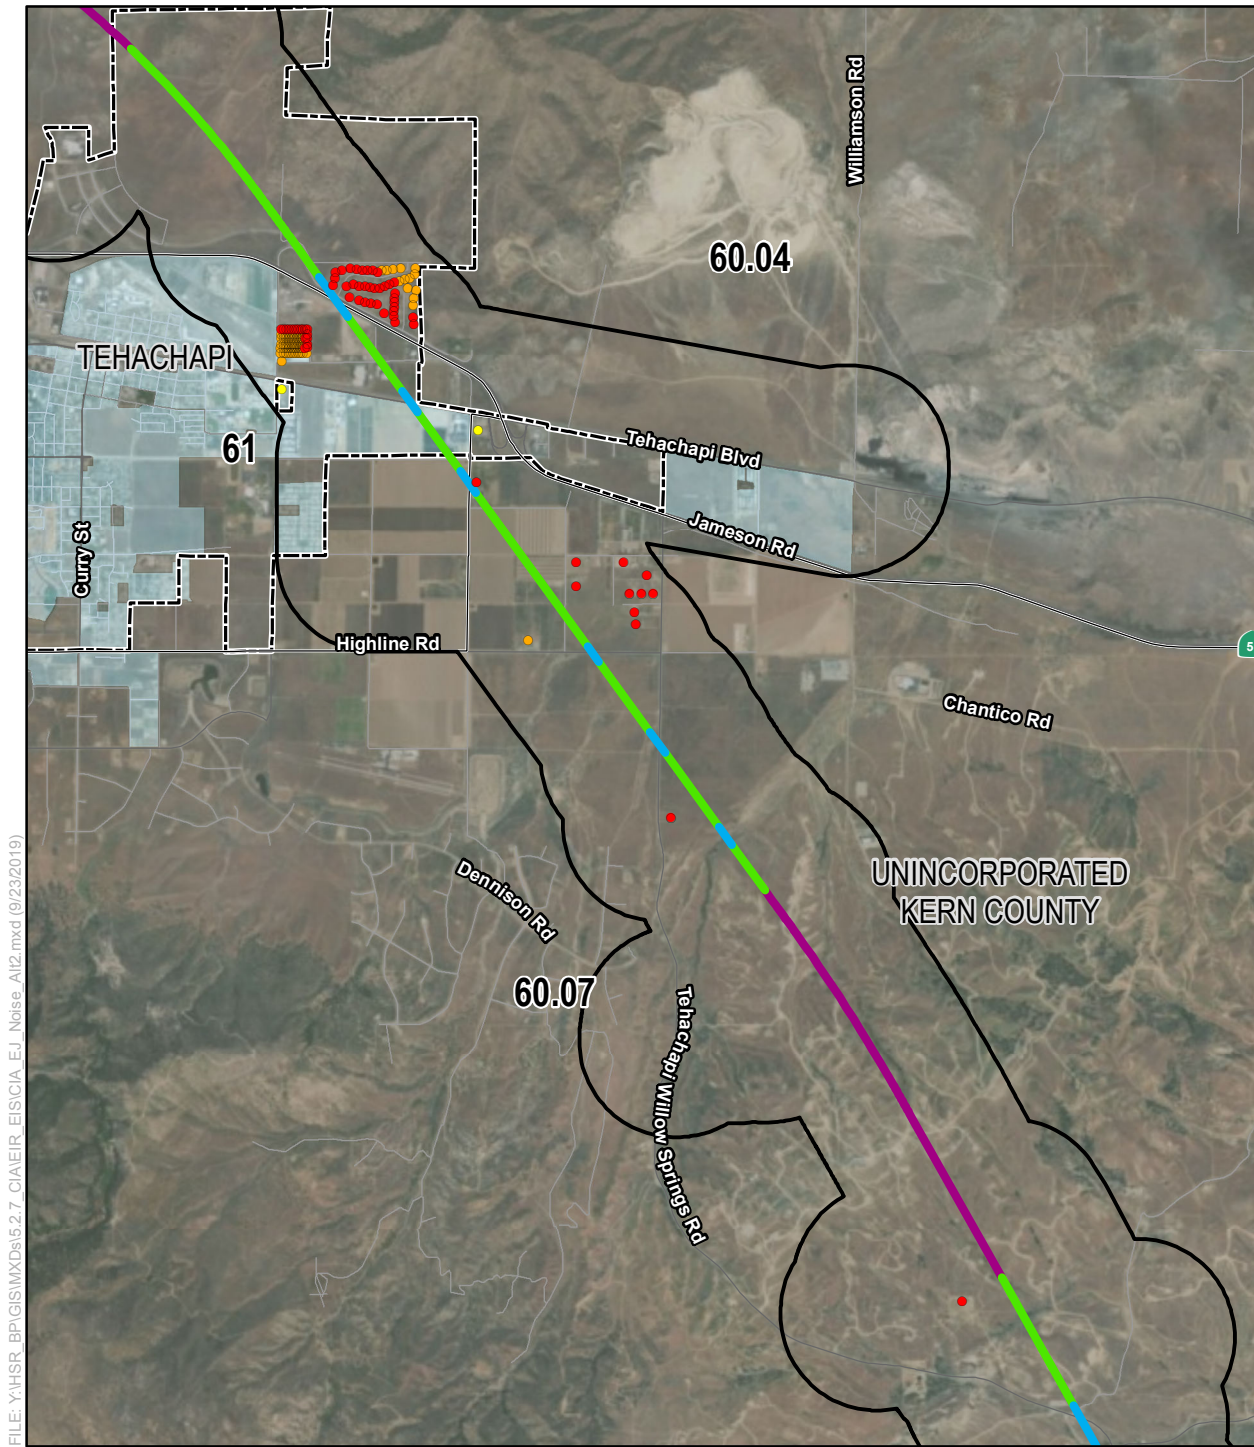 Williamson Rd
60.04
TEHACHAPI
61
Tehachapi Blvd
Jameson Rd
Curry St
Highline Rd
5
Chantico Rd
UNINCORPORATED
KERN COUNTY
Dennison Rd
60.07
Tehachapi Willow Springs Rd
FILE: Y:\HSR_BP\GIS\MXDs\5.2.7_CIA\EIR_EIS\CIA_EJ_Noise_Alt2.mxd (9/23/2019)